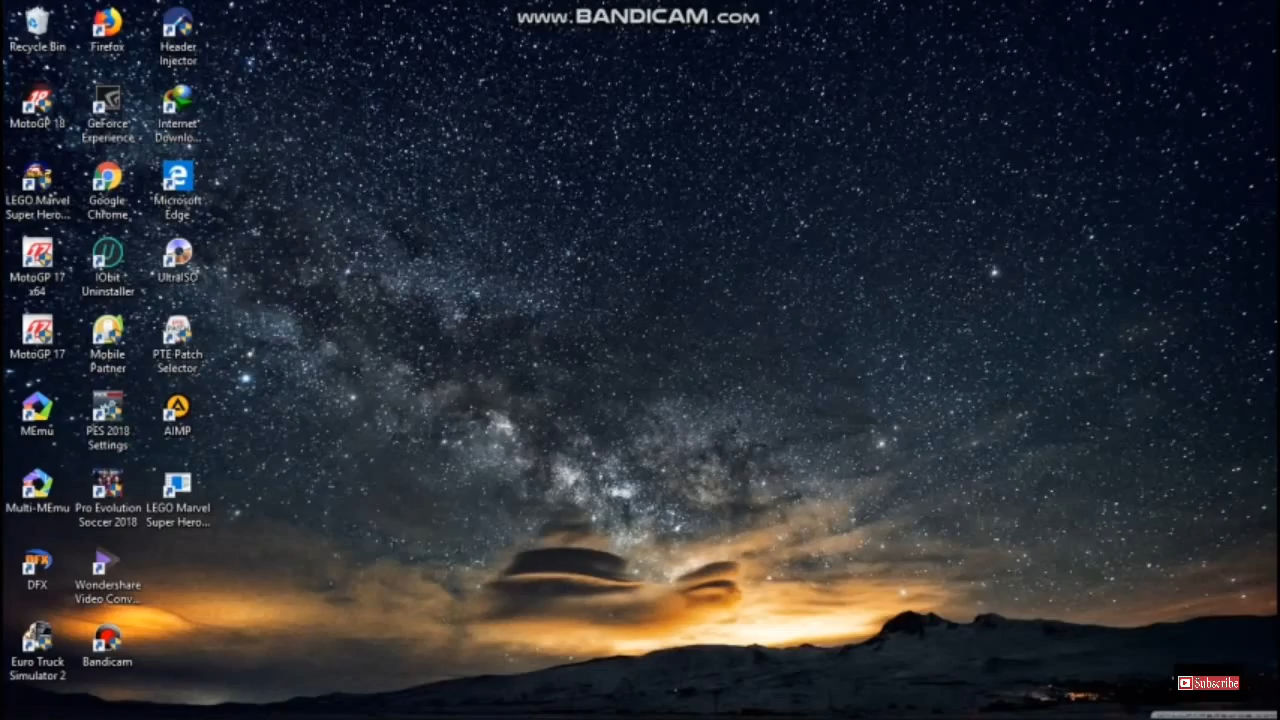 www.BANDICAM.com
Recycle Bin
Firefox
Header
Injector
MotoGP 18
GeForce
Experience
Internet
Downlo...
LEGO Marvel
Super Hero...
Google
Chrome
Microsoft
Edge
MotoGP 17
x64
IObit
Uninstaller
UltraISO
MotoGP 17
Mobile
Partner
PTE Patch
Selector
MEmu
PES 2018
Settings
AIMP
Multi-MEmu
Pro Evolution
Soccer 2018
LEGO Marvel
Super Hero...
DFX
Wondershare
Video Conv...
Euro Truck
Simulator 2
Bandicam
Subscribe